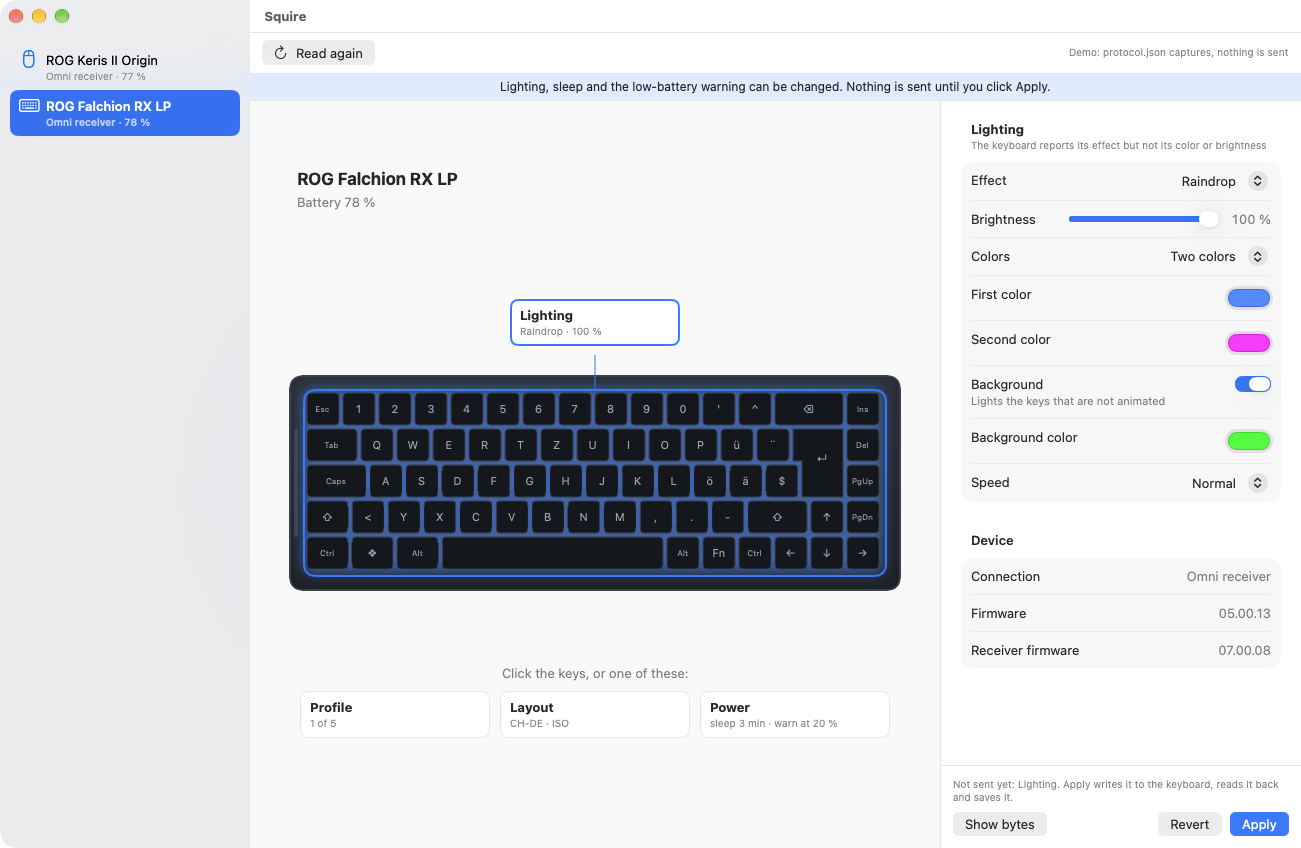 Squire
ROG Keris II Origin
Omni receiver · 77 %
ROG Falchion RX LP
Omni receiver · 78 %
Read again
Demo: protocol.json captures, nothing is sent
Lighting, sleep and the low-battery warning can be changed. Nothing is sent until you click Apply.
ROG Falchion RX LP
Battery 78 %
Lighting
Raindrop · 100 %
Esc 1 2 3 4 5 6 7 8 9 0 ' ^ ⌫ Ins
Tab Q W E R T Z U I O P ü ¨ Del
Caps A S D F G H J K L ö ä $ ↵ PgUp
⇧ < Y X C V B N M , . - ⇧ ↑ PgDn
Ctrl ❖ Alt Alt Fn Ctrl ← ↓ →
Click the keys, or one of these:
Profile
1 of 5
Layout
CH-DE · ISO
Power
sleep 3 min · warn at 20 %
Lighting
The keyboard reports its effect but not its color or brightness
Effect Raindrop
Brightness 100 %
Colors Two colors
First color
Second color
Background
Lights the keys that are not animated
Background color
Speed Normal
Device
Connection Omni receiver
Firmware 05.00.13
Receiver firmware 07.00.08
Not sent yet: Lighting. Apply writes it to the keyboard, reads it back
and saves it.
Show bytes Revert Apply